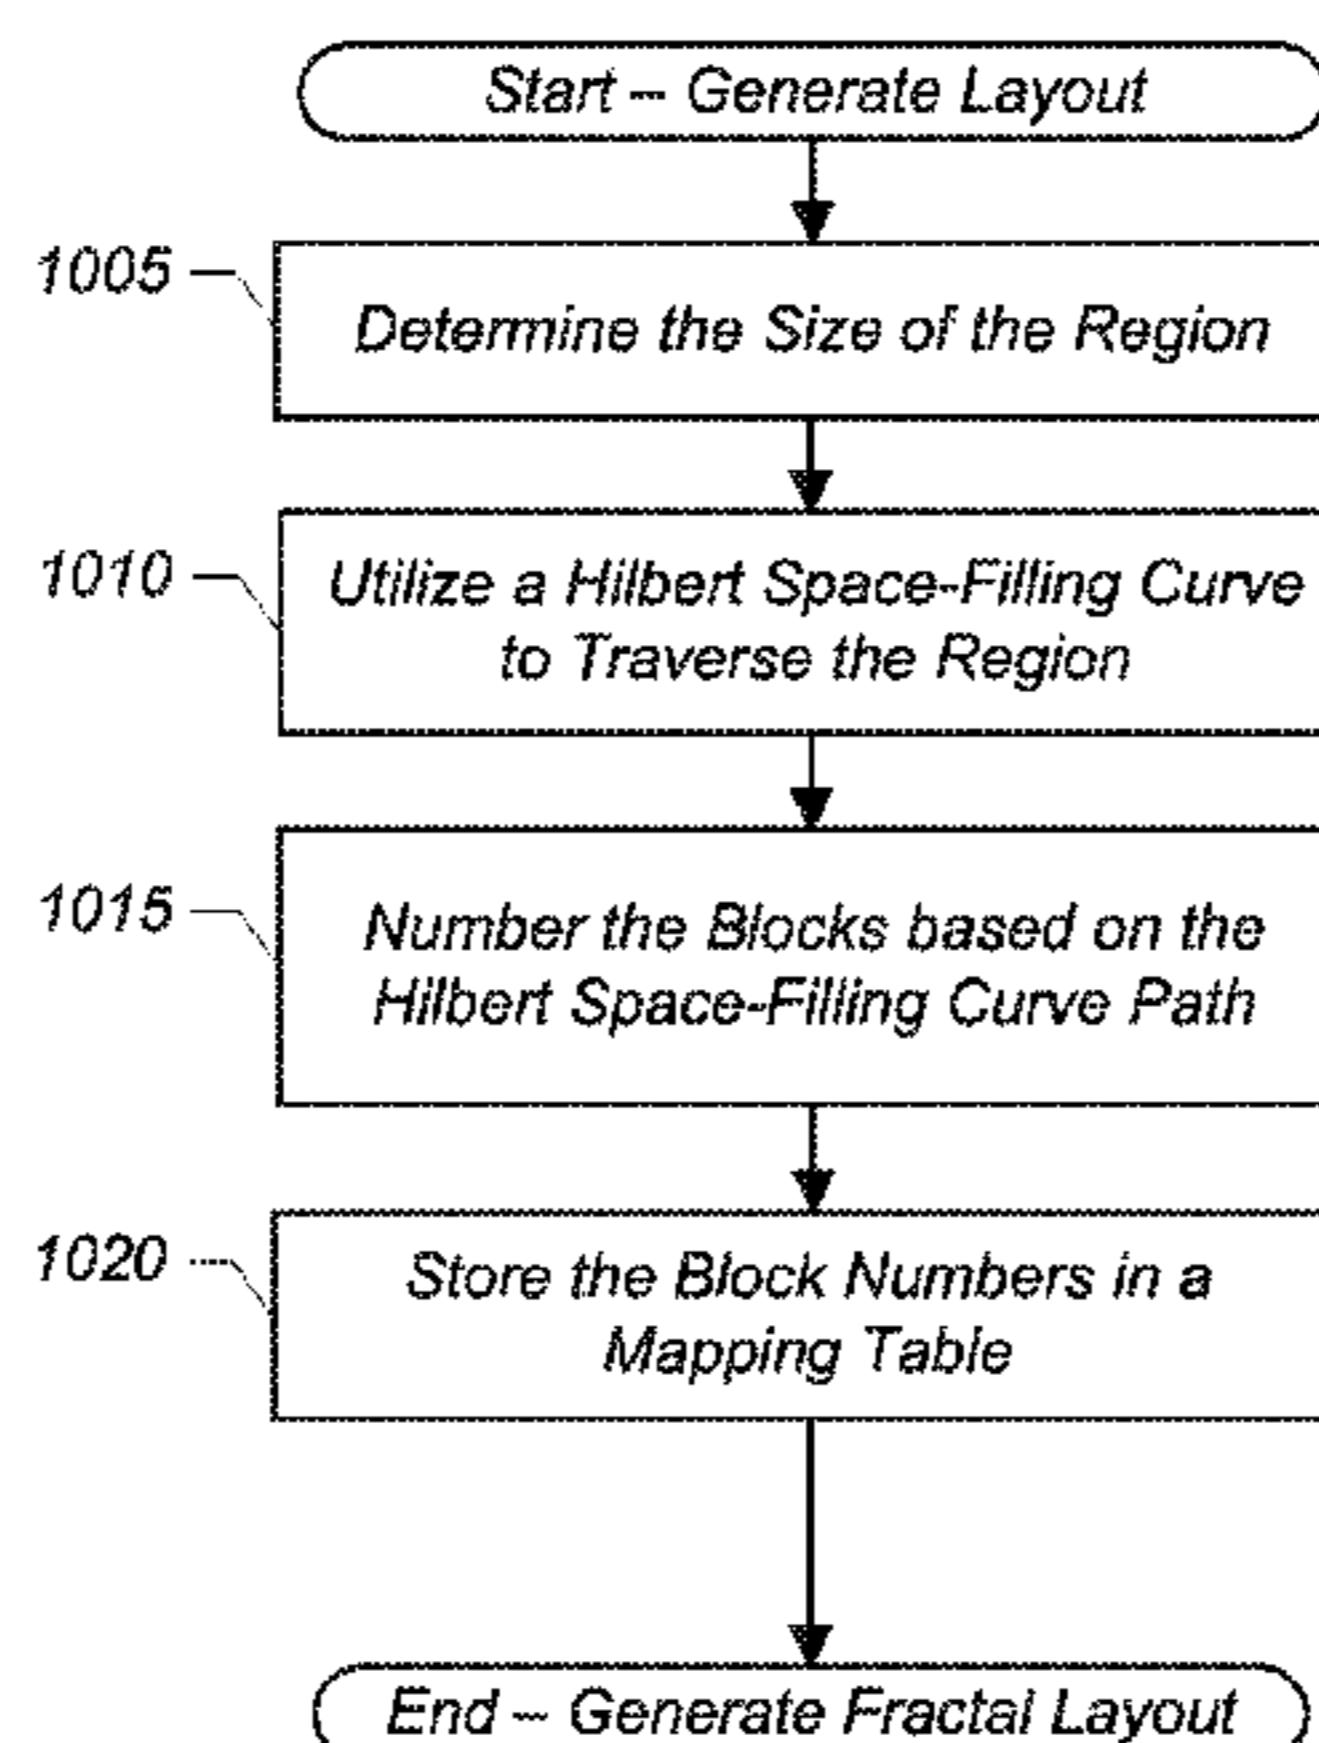 Start – Generate Layout
1005
Determine the Size of the Region
1010
Utilize a Hilbert Space-Filling Curve
to Traverse the Region
1015
Number the Blocks based on the
Hilbert Space-Filling Curve Path
1020
Store the Block Numbers in a
Mapping Table
End – Generate Fractal Layout